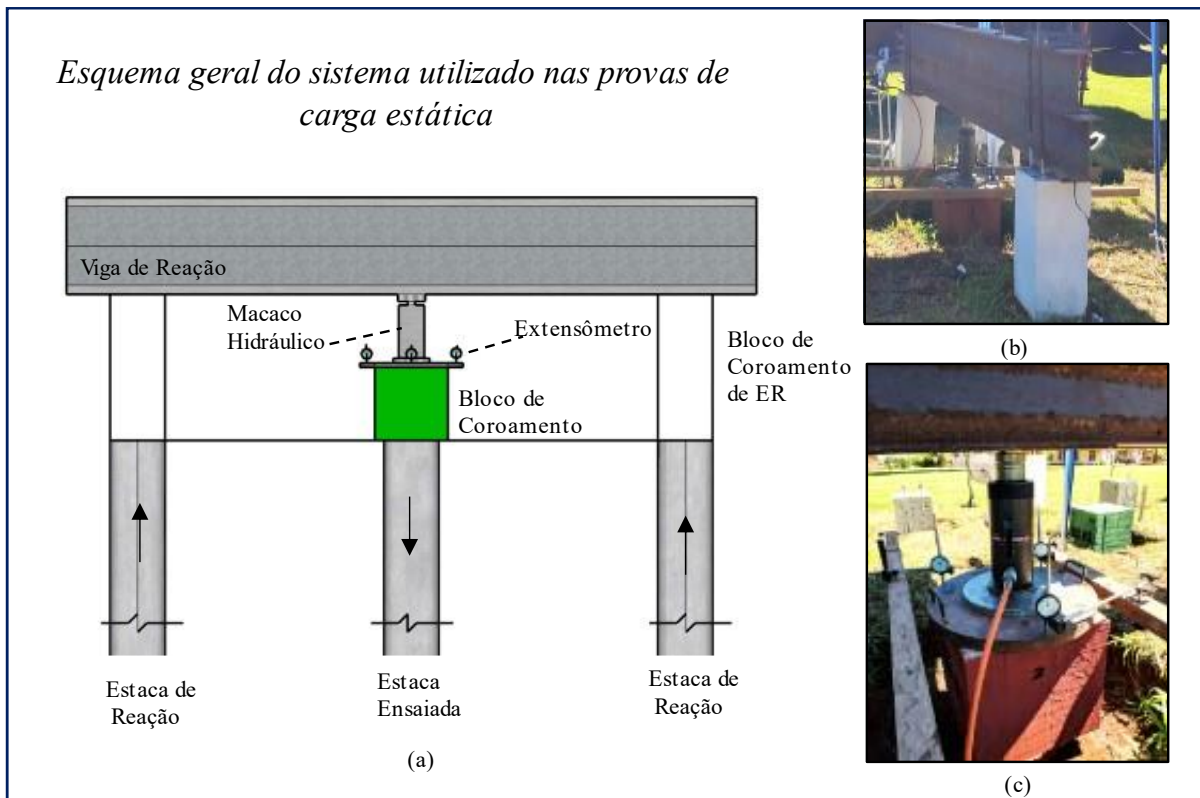 Esquema geral do sistema utilizado nas provas de
carga estática
Viga de Reação
Macaco
Hidráulico
Extensômetro
Bloco de
Coroamento
Bloco de
Coroamento
de ER
Estaca de
Reação
Estaca
Ensaiada
Estaca de
Reação
(a)
(b)
(c)